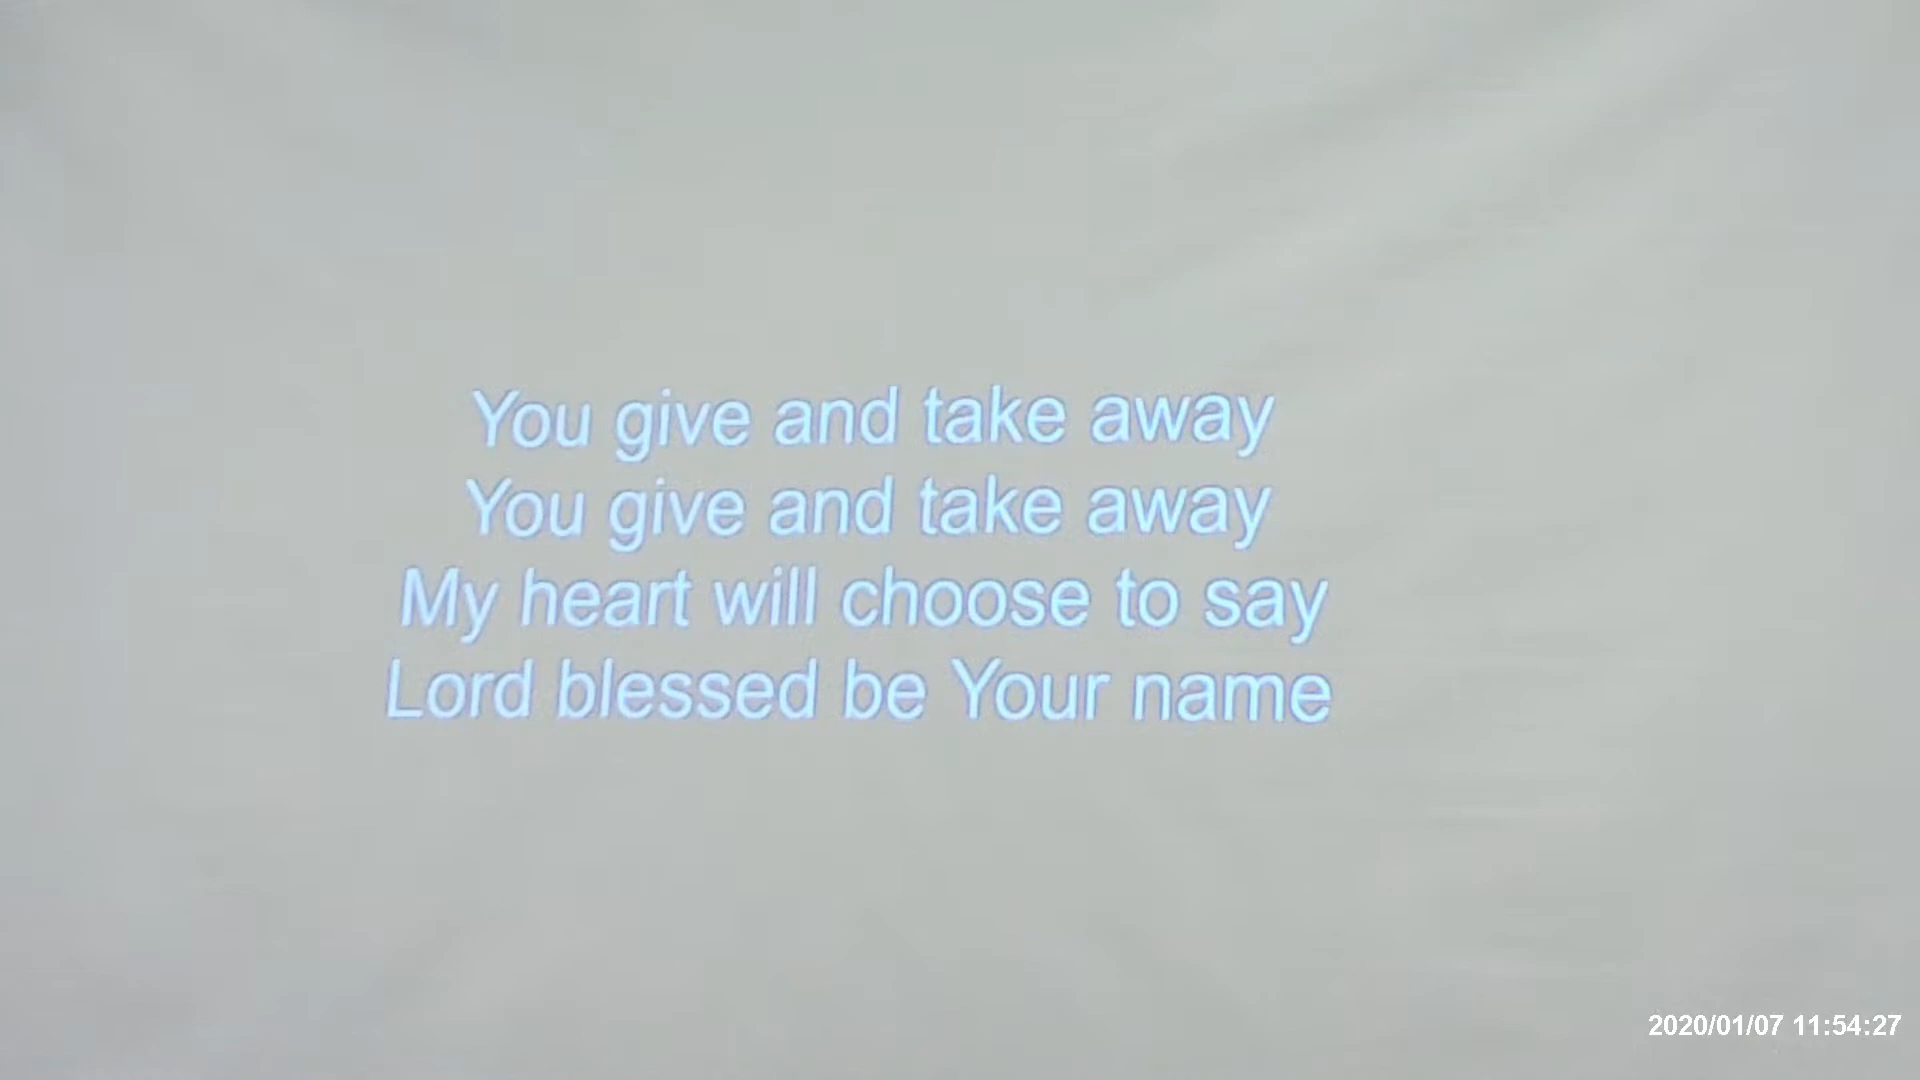 You give and take away
You give and take away
My heart will choose to say
Lord blessed be Your name
2020/01/07 11:54:27